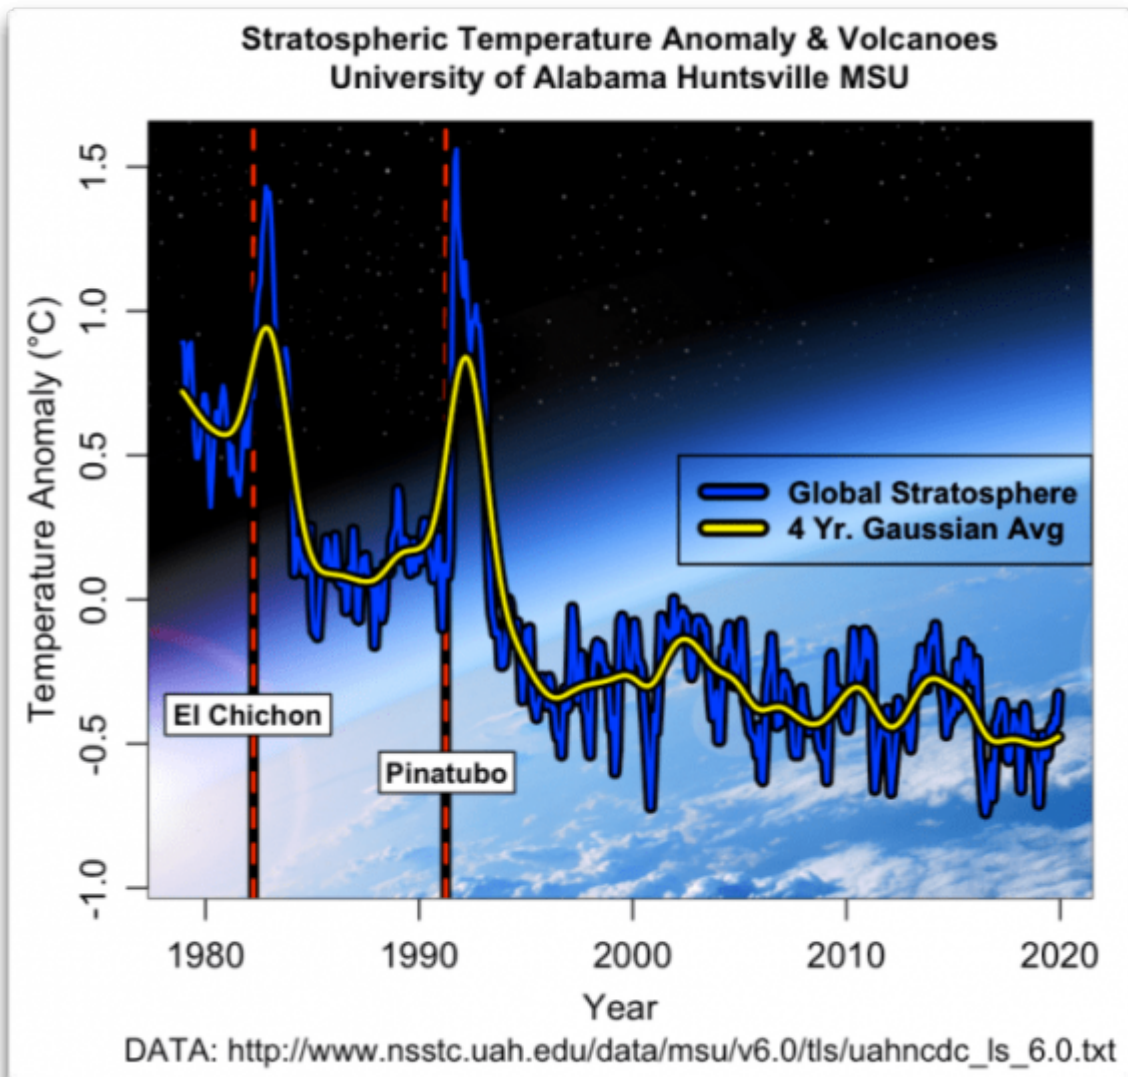 Stratospheric Temperature Anomaly & Volcanoes
University of Alabama Huntsville MSU
Temperature Anomaly (°C)
1.5
1.0
0.5
0.0
-0.5
-1.0
Global Stratosphere
4 Yr. Gaussian Avg
El Chichon
Pinatubo
1980 1990 2000 2010 2020
Year
DATA: http://www.nsstc.uah.edu/data/msu/v6.0/tls/uahncdc_ls_6.0.txt